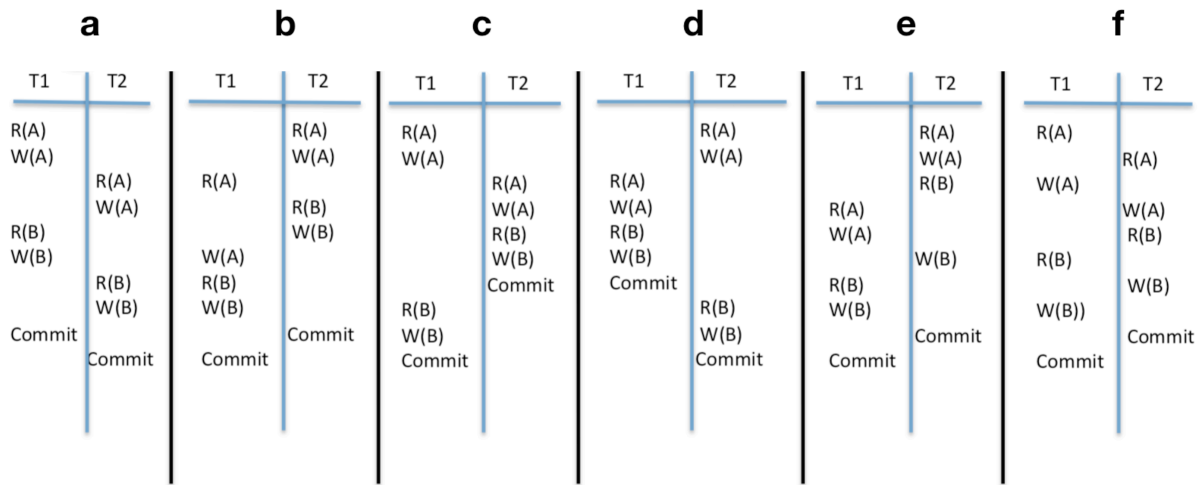 a b c d e f
T1 T2 T1 T2 T1 T2 T1 T2 T1 T2 T1 T2
R(A) R(A) R(A) R(A) R(A) R(A)
W(A) W(A) W(A) W(A) W(A) R(A)
R(A) R(A) R(A) R(A) R(B) W(A)
W(A) R(B) W(A) W(A) R(A) W(A)
R(B) W(B) R(B) R(B) W(A) R(B)
W(B) W(A) W(B) W(B) W(B) R(B)
R(B) R(B) Commit Commit R(B) W(B)
W(B) W(B) R(B) R(B) W(B) W(B))
Commit Commit W(B) W(B) Commit Commit
Commit Commit Commit Commit Commit Commit